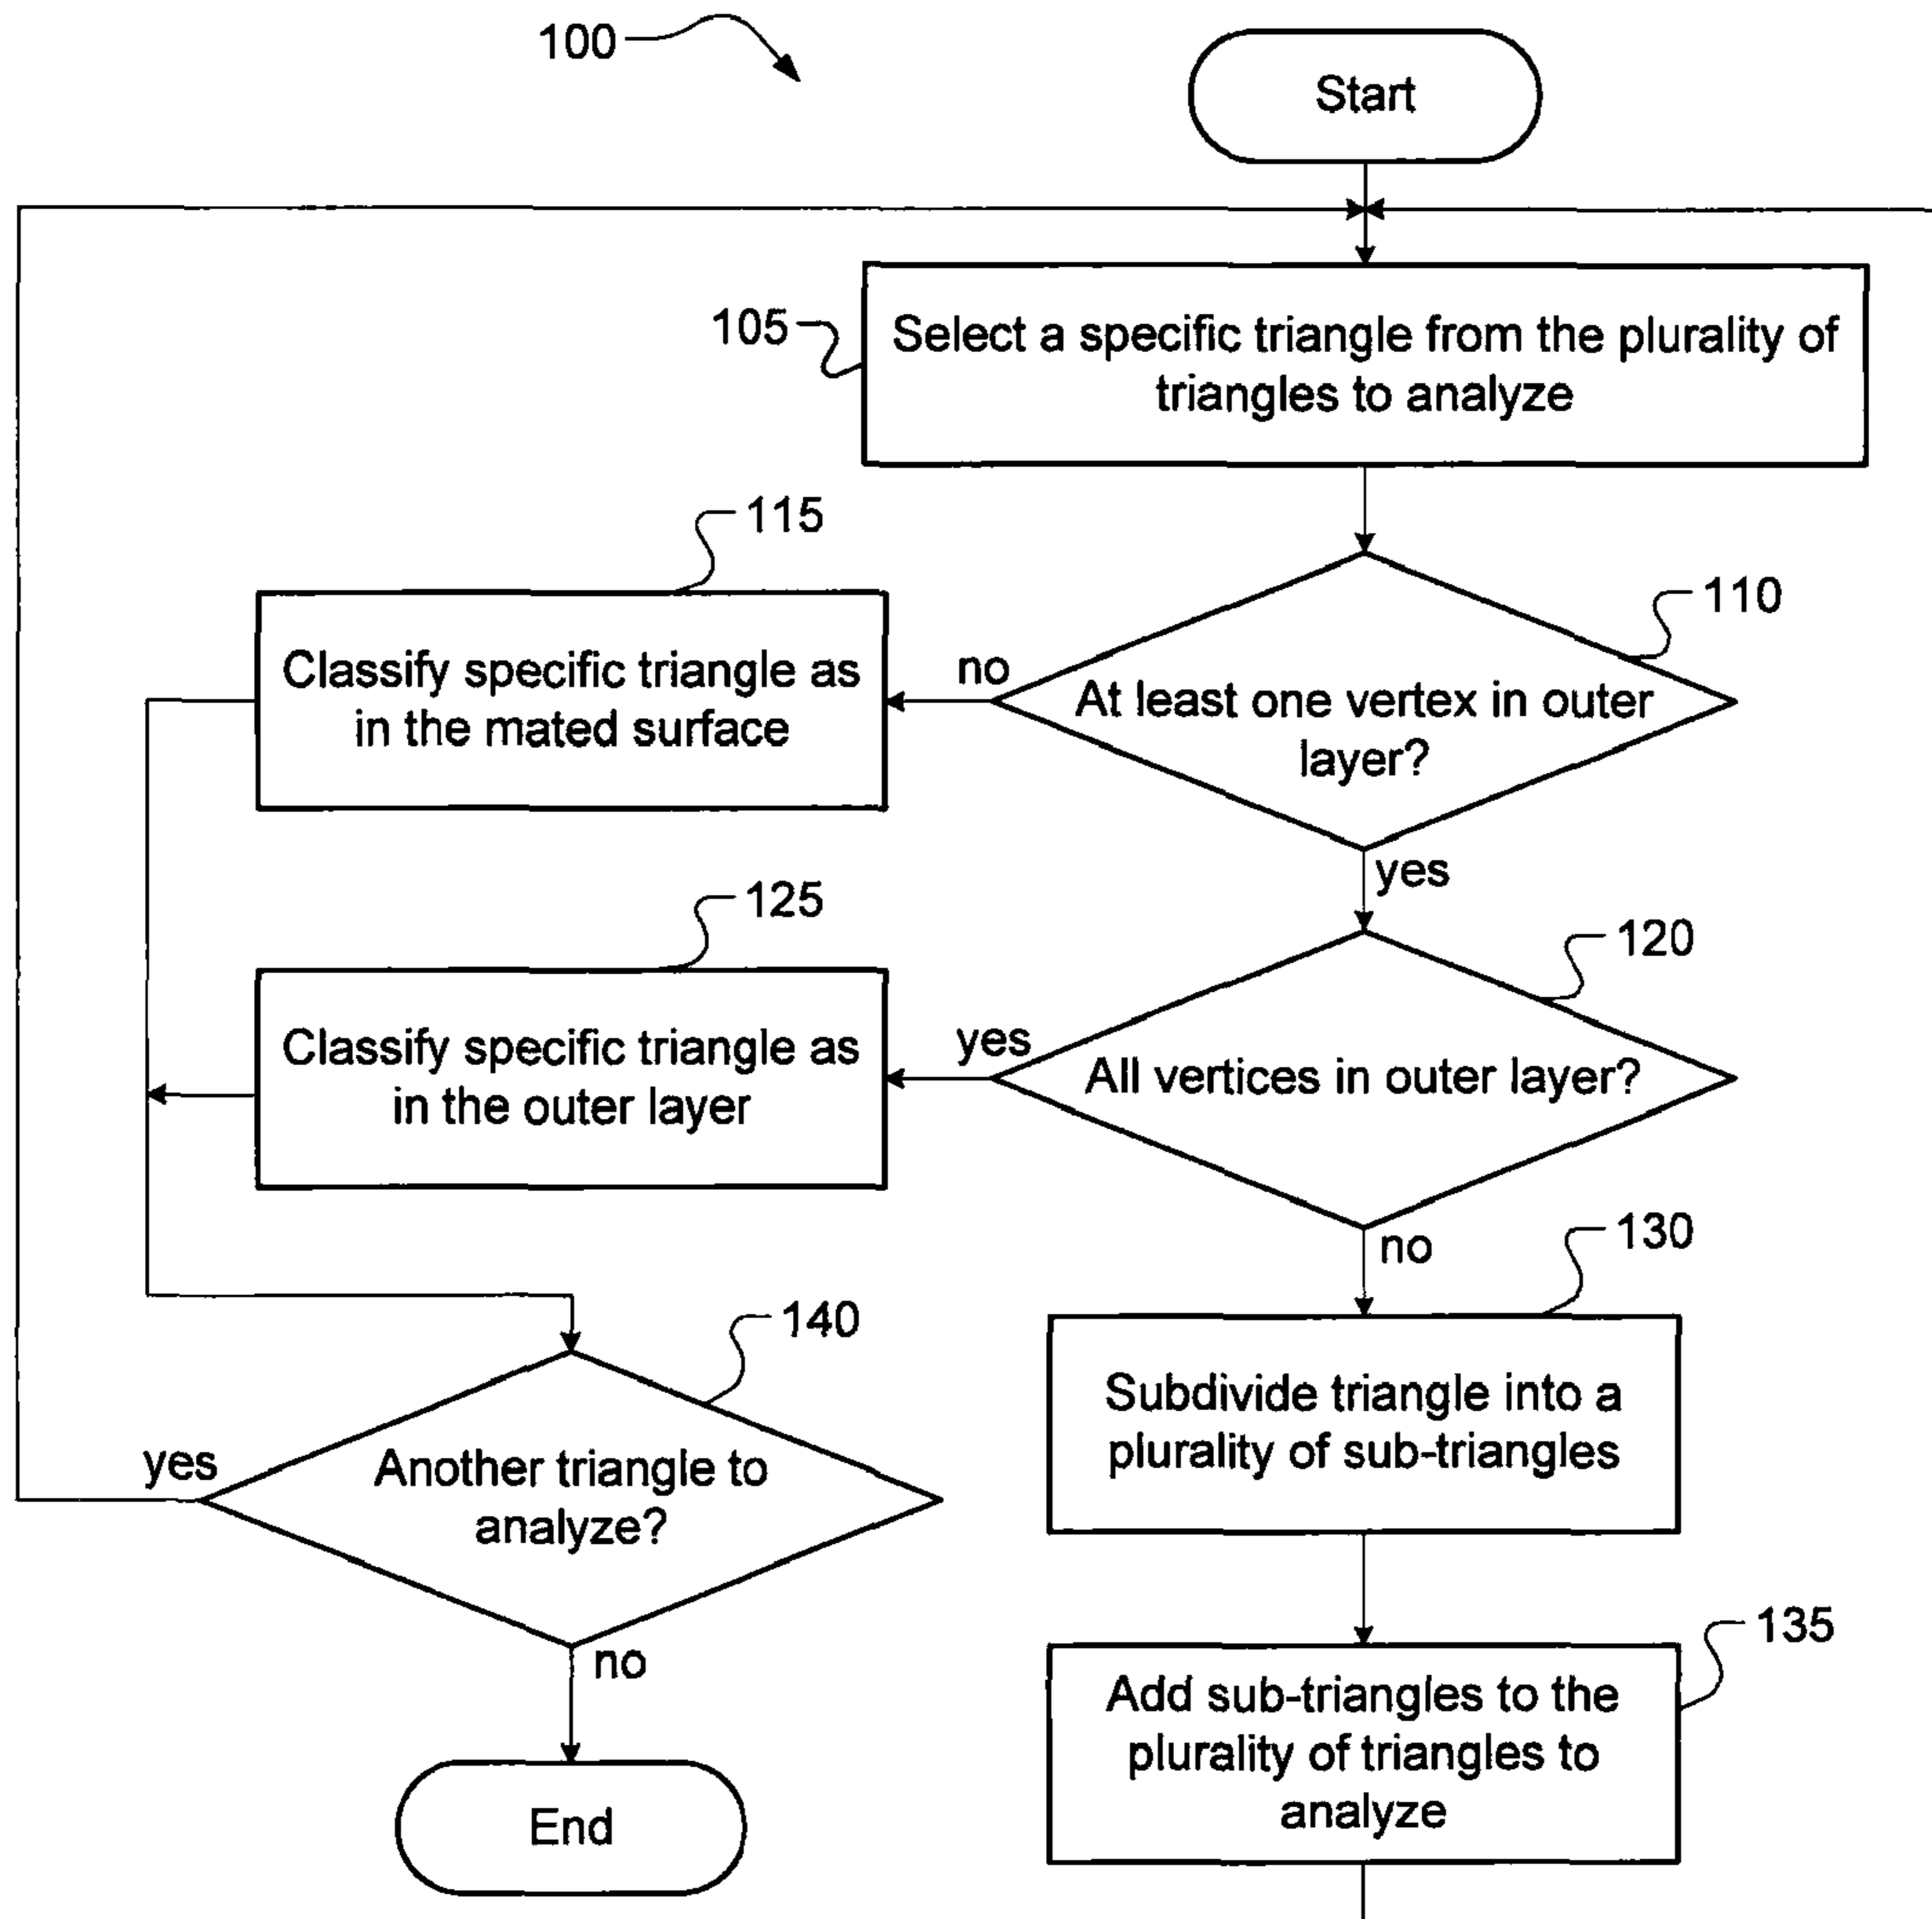 100
Start
105
Select a specific triangle from the plurality of
triangles to analyze
115
110
Classify specific triangle as
in the mated surface
no
At least one vertex in outer
layer?
yes
125
120
Classify specific triangle as
in the outer layer
yes
All vertices in outer layer?
no
130
140
Subdivide triangle into a
plurality of sub-triangles
yes
Another triangle to
analyze?
no
135
Add sub-triangles to the
plurality of triangles to
analyze
End